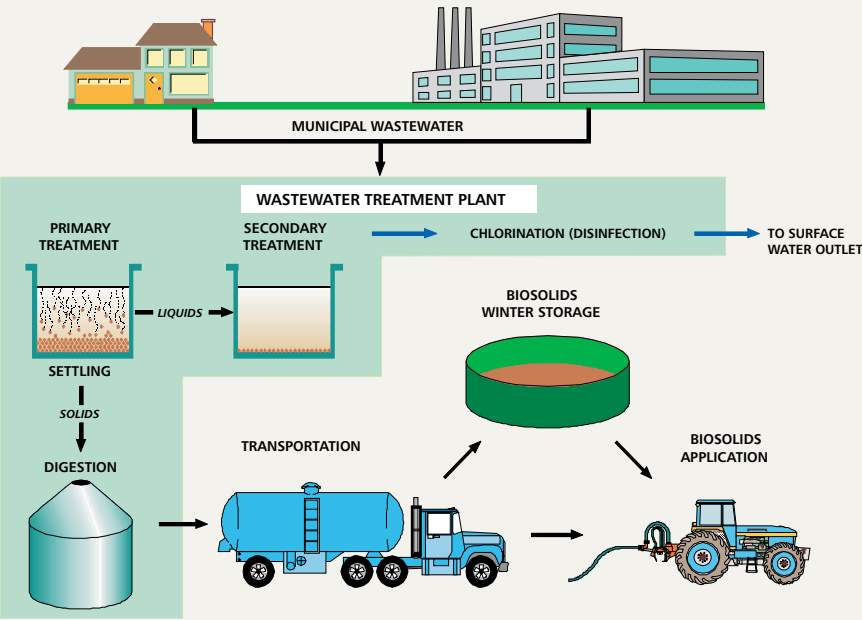 MUNICIPAL WASTEWATER
WASTEWATER TREATMENT PLANT
PRIMARY
TREATMENT
SECONDARY
TREATMENT
CHLORINATION (DISINFECTION)
TO SURFACE
WATER OUTLET
LIQUIDS
BIOSOLIDS
WINTER STORAGE
SETTLING
SOLIDS
DIGESTION
TRANSPORTATION
BIOSOLIDS
APPLICATION